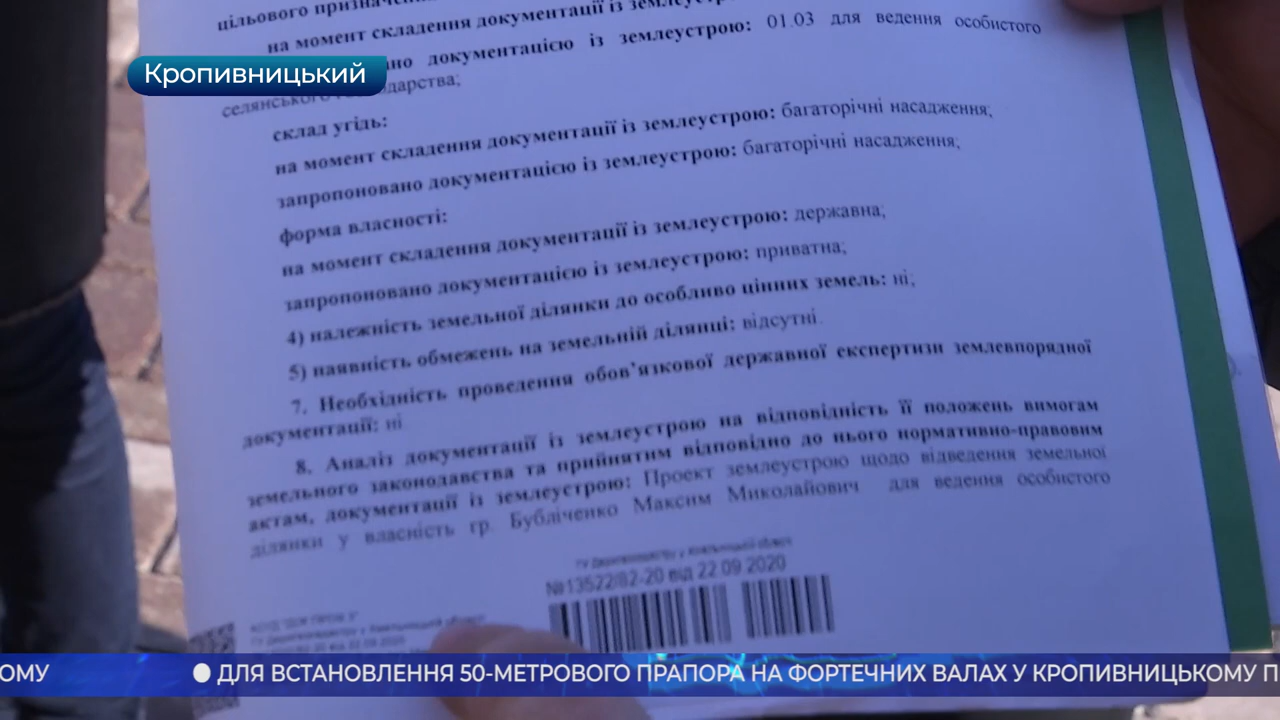 цільового призначення
на момент складення документації із
Кропивницький
документацією із землеустрою: 01.03 для ведення особистого
селянського
склад угідь:
на момент складення документації із землеустрою: багаторічні насадження;
запропоновано документацією із землеустрою: багаторічні насадження;
форма власності:
на момент складення документації із землеустрою: державна;
запропоновано документацією із землеустрою: приватна;
4) належність земельної ділянки до особливо цінних земель: ні;
5) наявність обмежень на земельній ділянці: відсутні.
7. Необхідність проведення обов’язкової державної експертизи землевпорядної
документації: ні
8. Аналіз документації із землеустрою на відповідність її положень вимогам
земельного законодавства та прийнятим відповідно до нього нормативно-правовим
актам, документації із землеустрою: Проект землеустрою щодо відведення земельної
ділянки у власність гр. Бубліченко Максим Миколайович для ведення особистого
№13522/82-20 від 22.09.2020
ОМУ ● ДЛЯ ВСТАНОВЛЕННЯ 50-МЕТРОВОГО ПРАПОРА НА ФОРТЕЧНИХ ВАЛАХ У КРОПИВНИЦЬКОМУ П